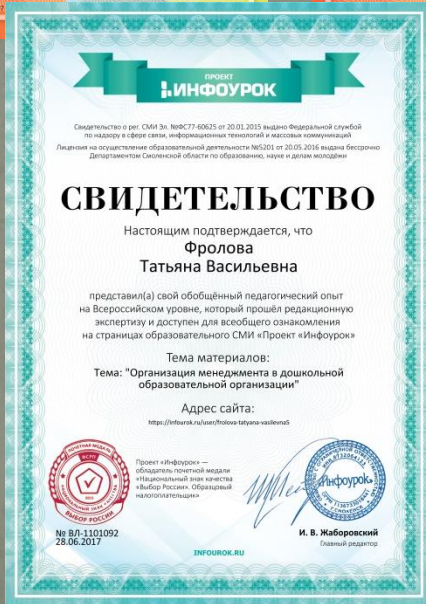 ПРОЕКТ
ИНФОУРОК
Свидетельство о рег. СМИ Эл. №ФС77-60625 от 20.01.2015 выдано Федеральной службой
по надзору в сфере связи, информационных технологий и массовых коммуникаций
Лицензия на осуществление образовательной деятельности №5201 от 20.05.2016 выдана бессрочно
Департаментом Смоленской области по образованию, науке и делам молодёжи
СВИДЕТЕЛЬСТВО
Настоящим подтверждается, что
Фролова
Татьяна Васильевна
представил(а) свой обобщённый педагогический опыт
на Всероссийском уровне, который прошёл редакционную
экспертизу и доступен для всеобщего ознакомления
на страницах образовательного СМИ «Проект «Инфоурок»
Тема материалов:
Тема: "Организация менеджмента в дошкольной
образовательной организации"
Адрес сайта:
https://infourok.ru/user/frolova-tatyana-vasilevna5
ПОЧЕТНАЯ МЕДАЛЬ
ВЫБОР РОССИИ
Проект «Инфоурок» —
обладатель почетной медали
«Национальный знак качества
«Выбор России». Образцовый
налогоплательщик»
«Инфоурок»
№ ВЛ-1101092
28.06.2017
И. В. Жаборовский
Главный редактор
INFOUROK.RU